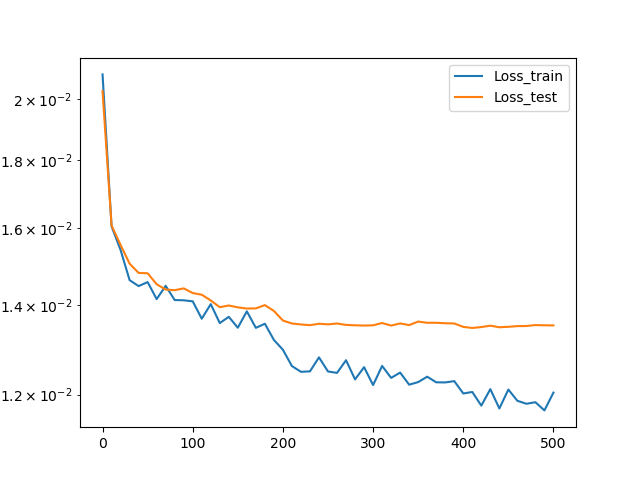 Loss_train
Loss_test
2 × 10⁻²
1.8 × 10⁻²
1.6 × 10⁻²
1.4 × 10⁻²
1.2 × 10⁻²
0 100 200 300 400 500